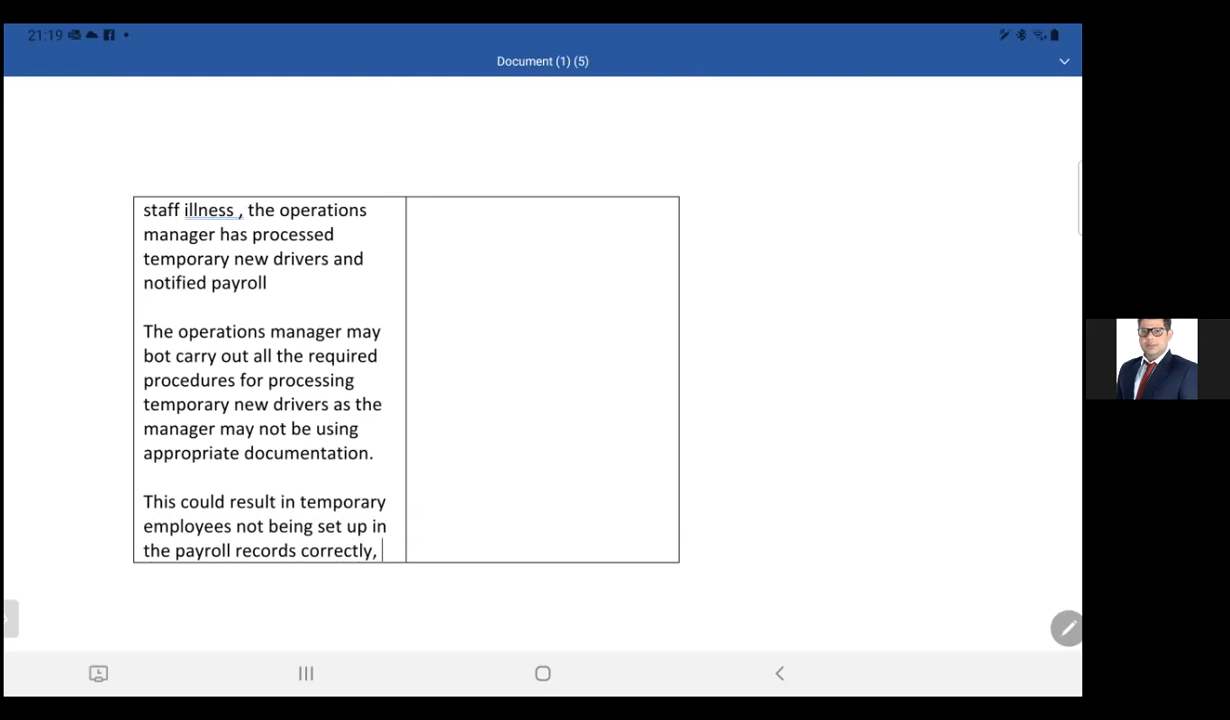 21:19
Document (1) (5)
staff illness , the operations
manager has processed
temporary new drivers and
notified payroll
The operations manager may
bot carry out all the required
procedures for processing
temporary new drivers as the
manager may not be using
appropriate documentation.
This could result in temporary
employees not being set up in
the payroll records correctly,